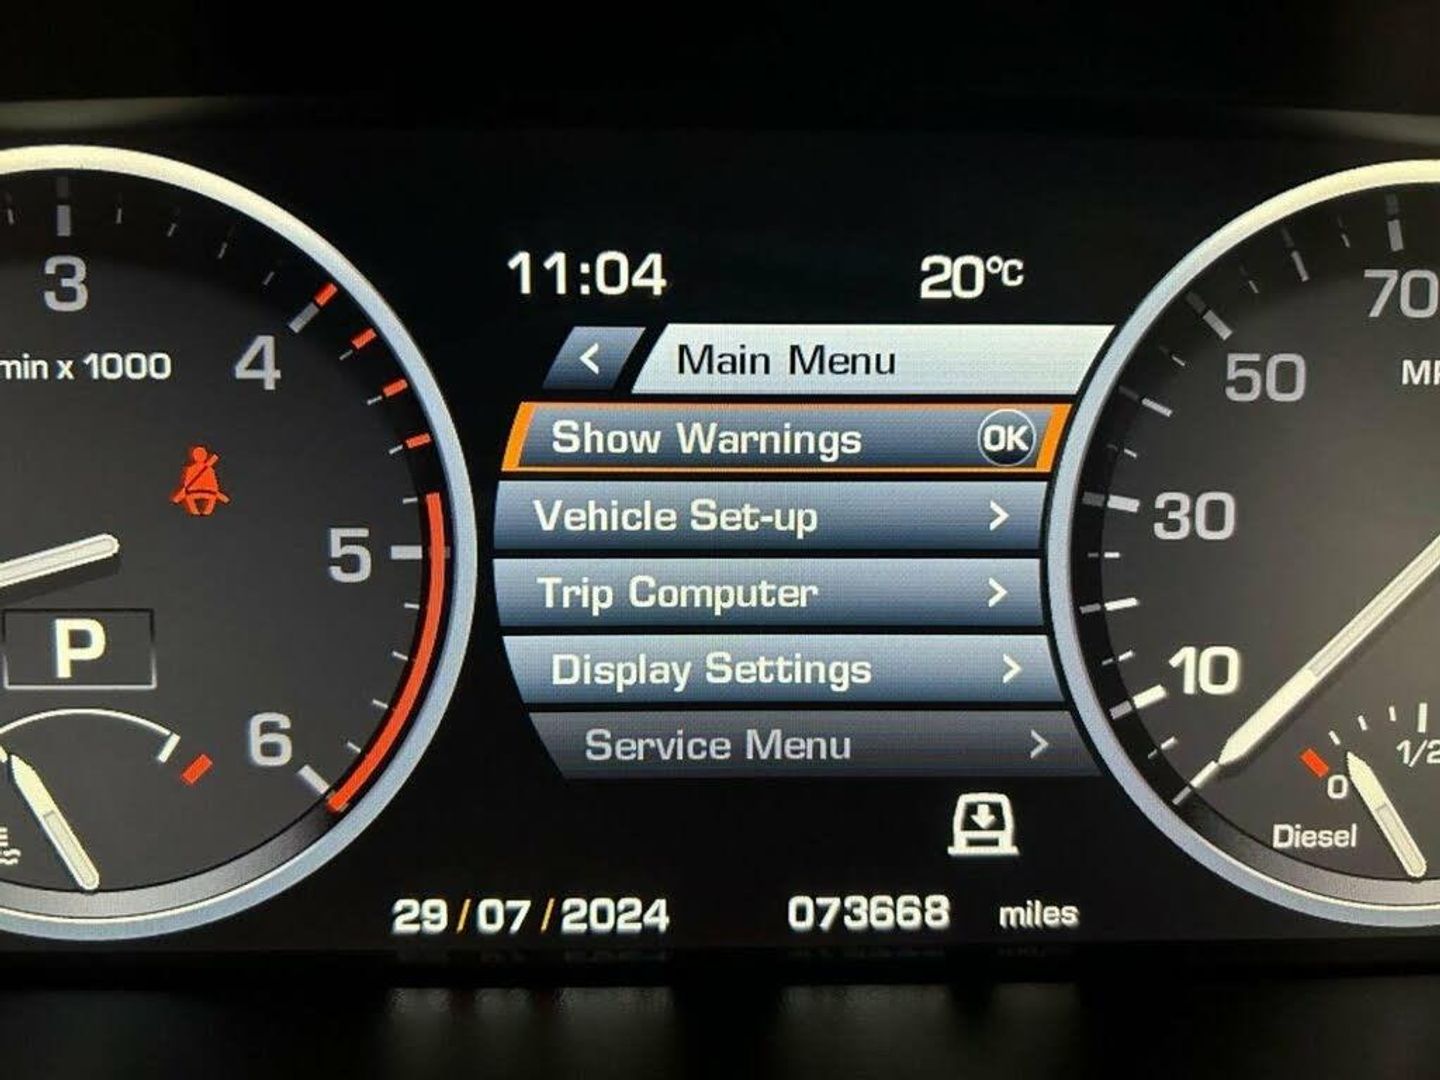 11:04
20°C
Main Menu
Show Warnings OK
Vehicle Set-up
Trip Computer
Display Settings
Service Menu
29/07/2024
073668 miles
3
min x 1000
4
5
6
P
70
50
30
10
1/2
0
Diesel